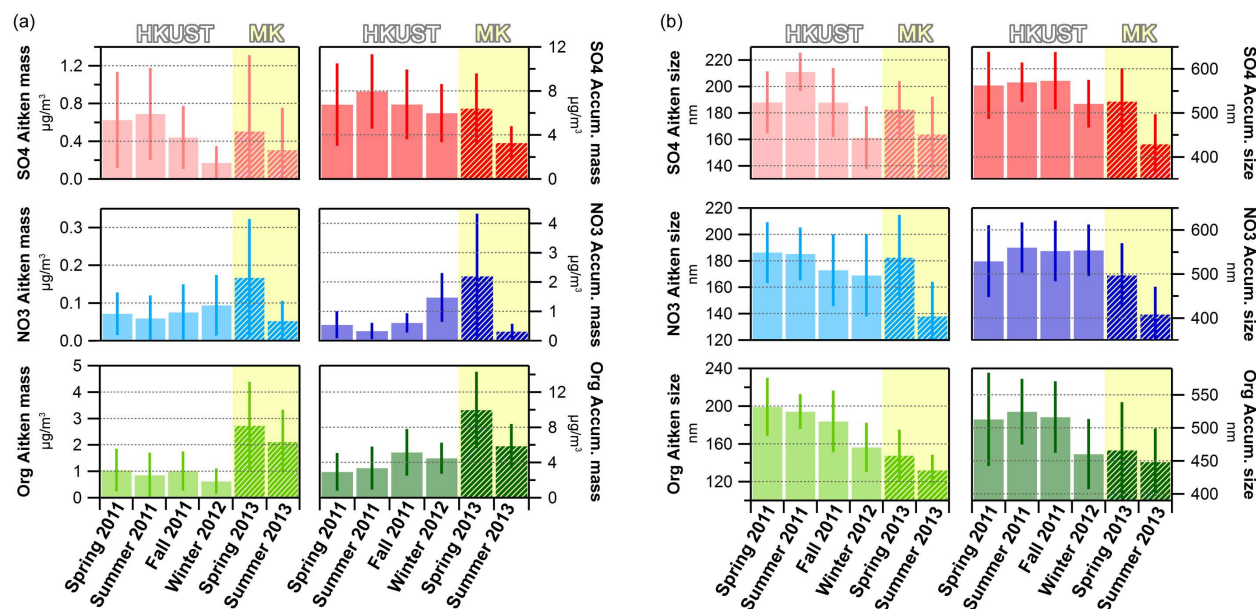 (a)
HKUST MK HKUST MK
SO4 Aitken mass
µg/m³
1.2
0.8
0.4
0.0
12
8
4
0
SO4 Accum. mass
µg/m³
NO3 Aitken mass
µg/m³
0.3
0.2
0.1
0.0
4
3
2
1
0
NO3 Accum. mass
µg/m³
Org Aitken mass
µg/m³
5
4
3
2
1
0
12
8
4
0
Org Accum. mass
µg/m³
Spring 2011
Summer 2011
Fall 2011
Winter 2012
Spring 2013
Summer 2013
Spring 2011
Summer 2011
Fall 2011
Winter 2012
Spring 2013
Summer 2013
(b)
HKUST MK HKUST MK
SO4 Aitken size
nm
220
200
180
160
140
600
500
400
SO4 Accum. size
nm
NO3 Aitken size
nm
220
200
180
160
140
120
600
500
400
NO3 Accum. size
nm
Org Aitken size
nm
240
200
160
120
550
500
450
400
Org Accum. size
nm
Spring 2011
Summer 2011
Fall 2011
Winter 2012
Spring 2013
Summer 2013
Spring 2011
Summer 2011
Fall 2011
Winter 2012
Spring 2013
Summer 2013